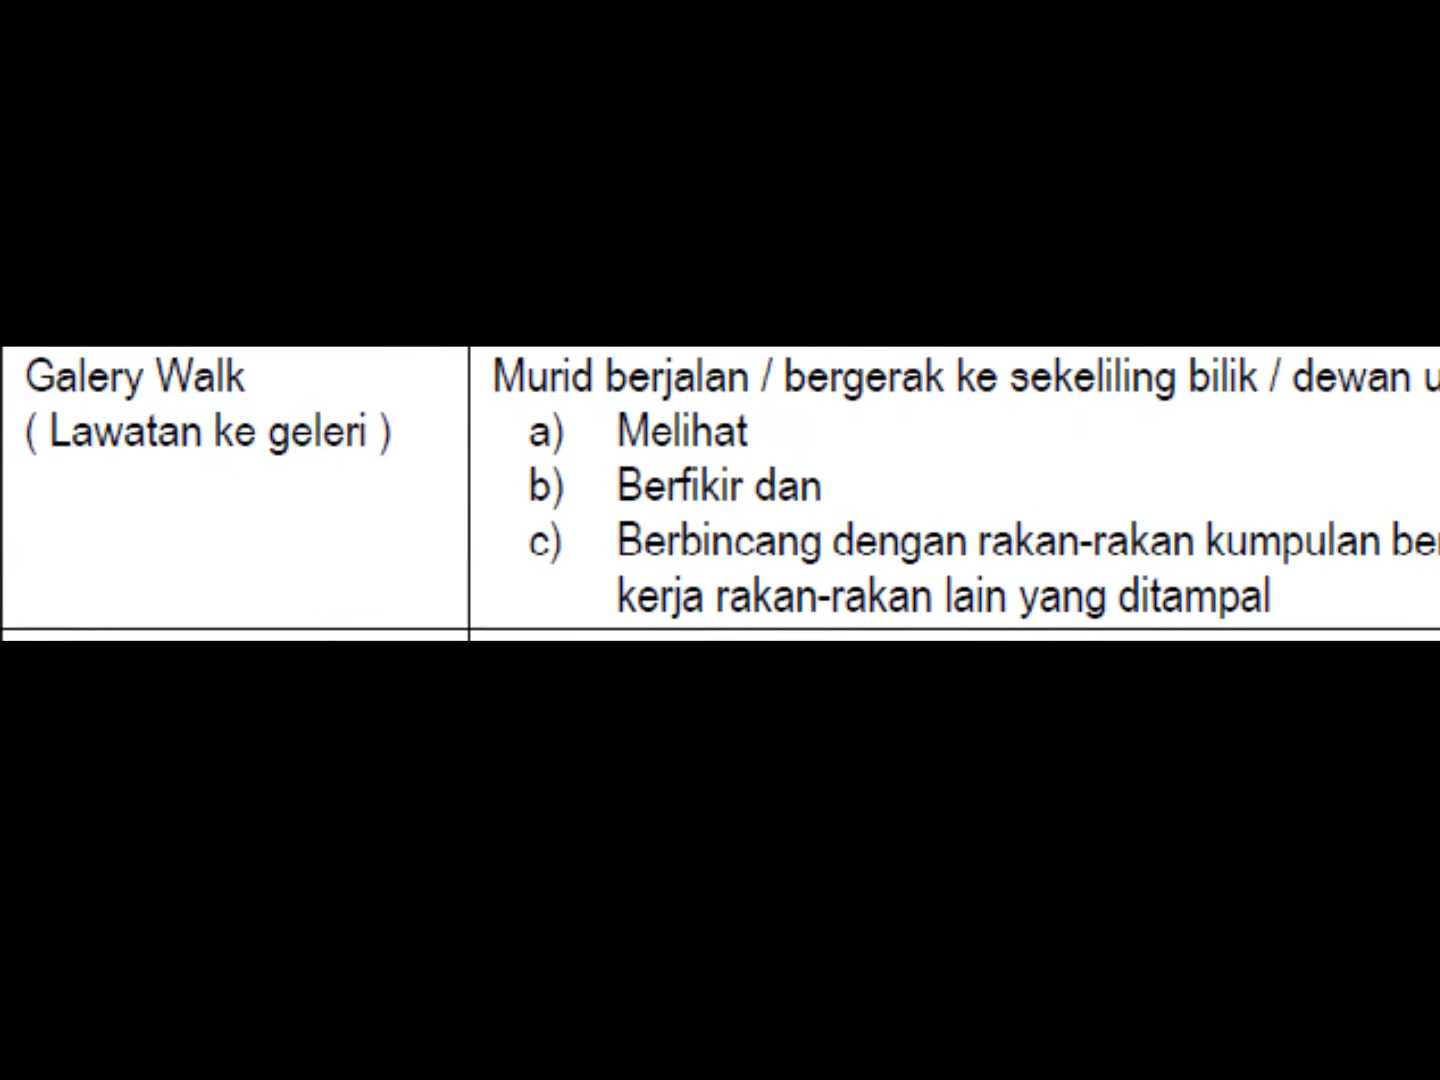 Galery Walk
( Lawatan ke geleri )
Murid berjalan / bergerak ke sekeliling bilik / dewan
a) Melihat
b) Berfikir dan
c) Berbincang dengan rakan-rakan kumpulan
kerja rakan-rakan lain yang ditampal